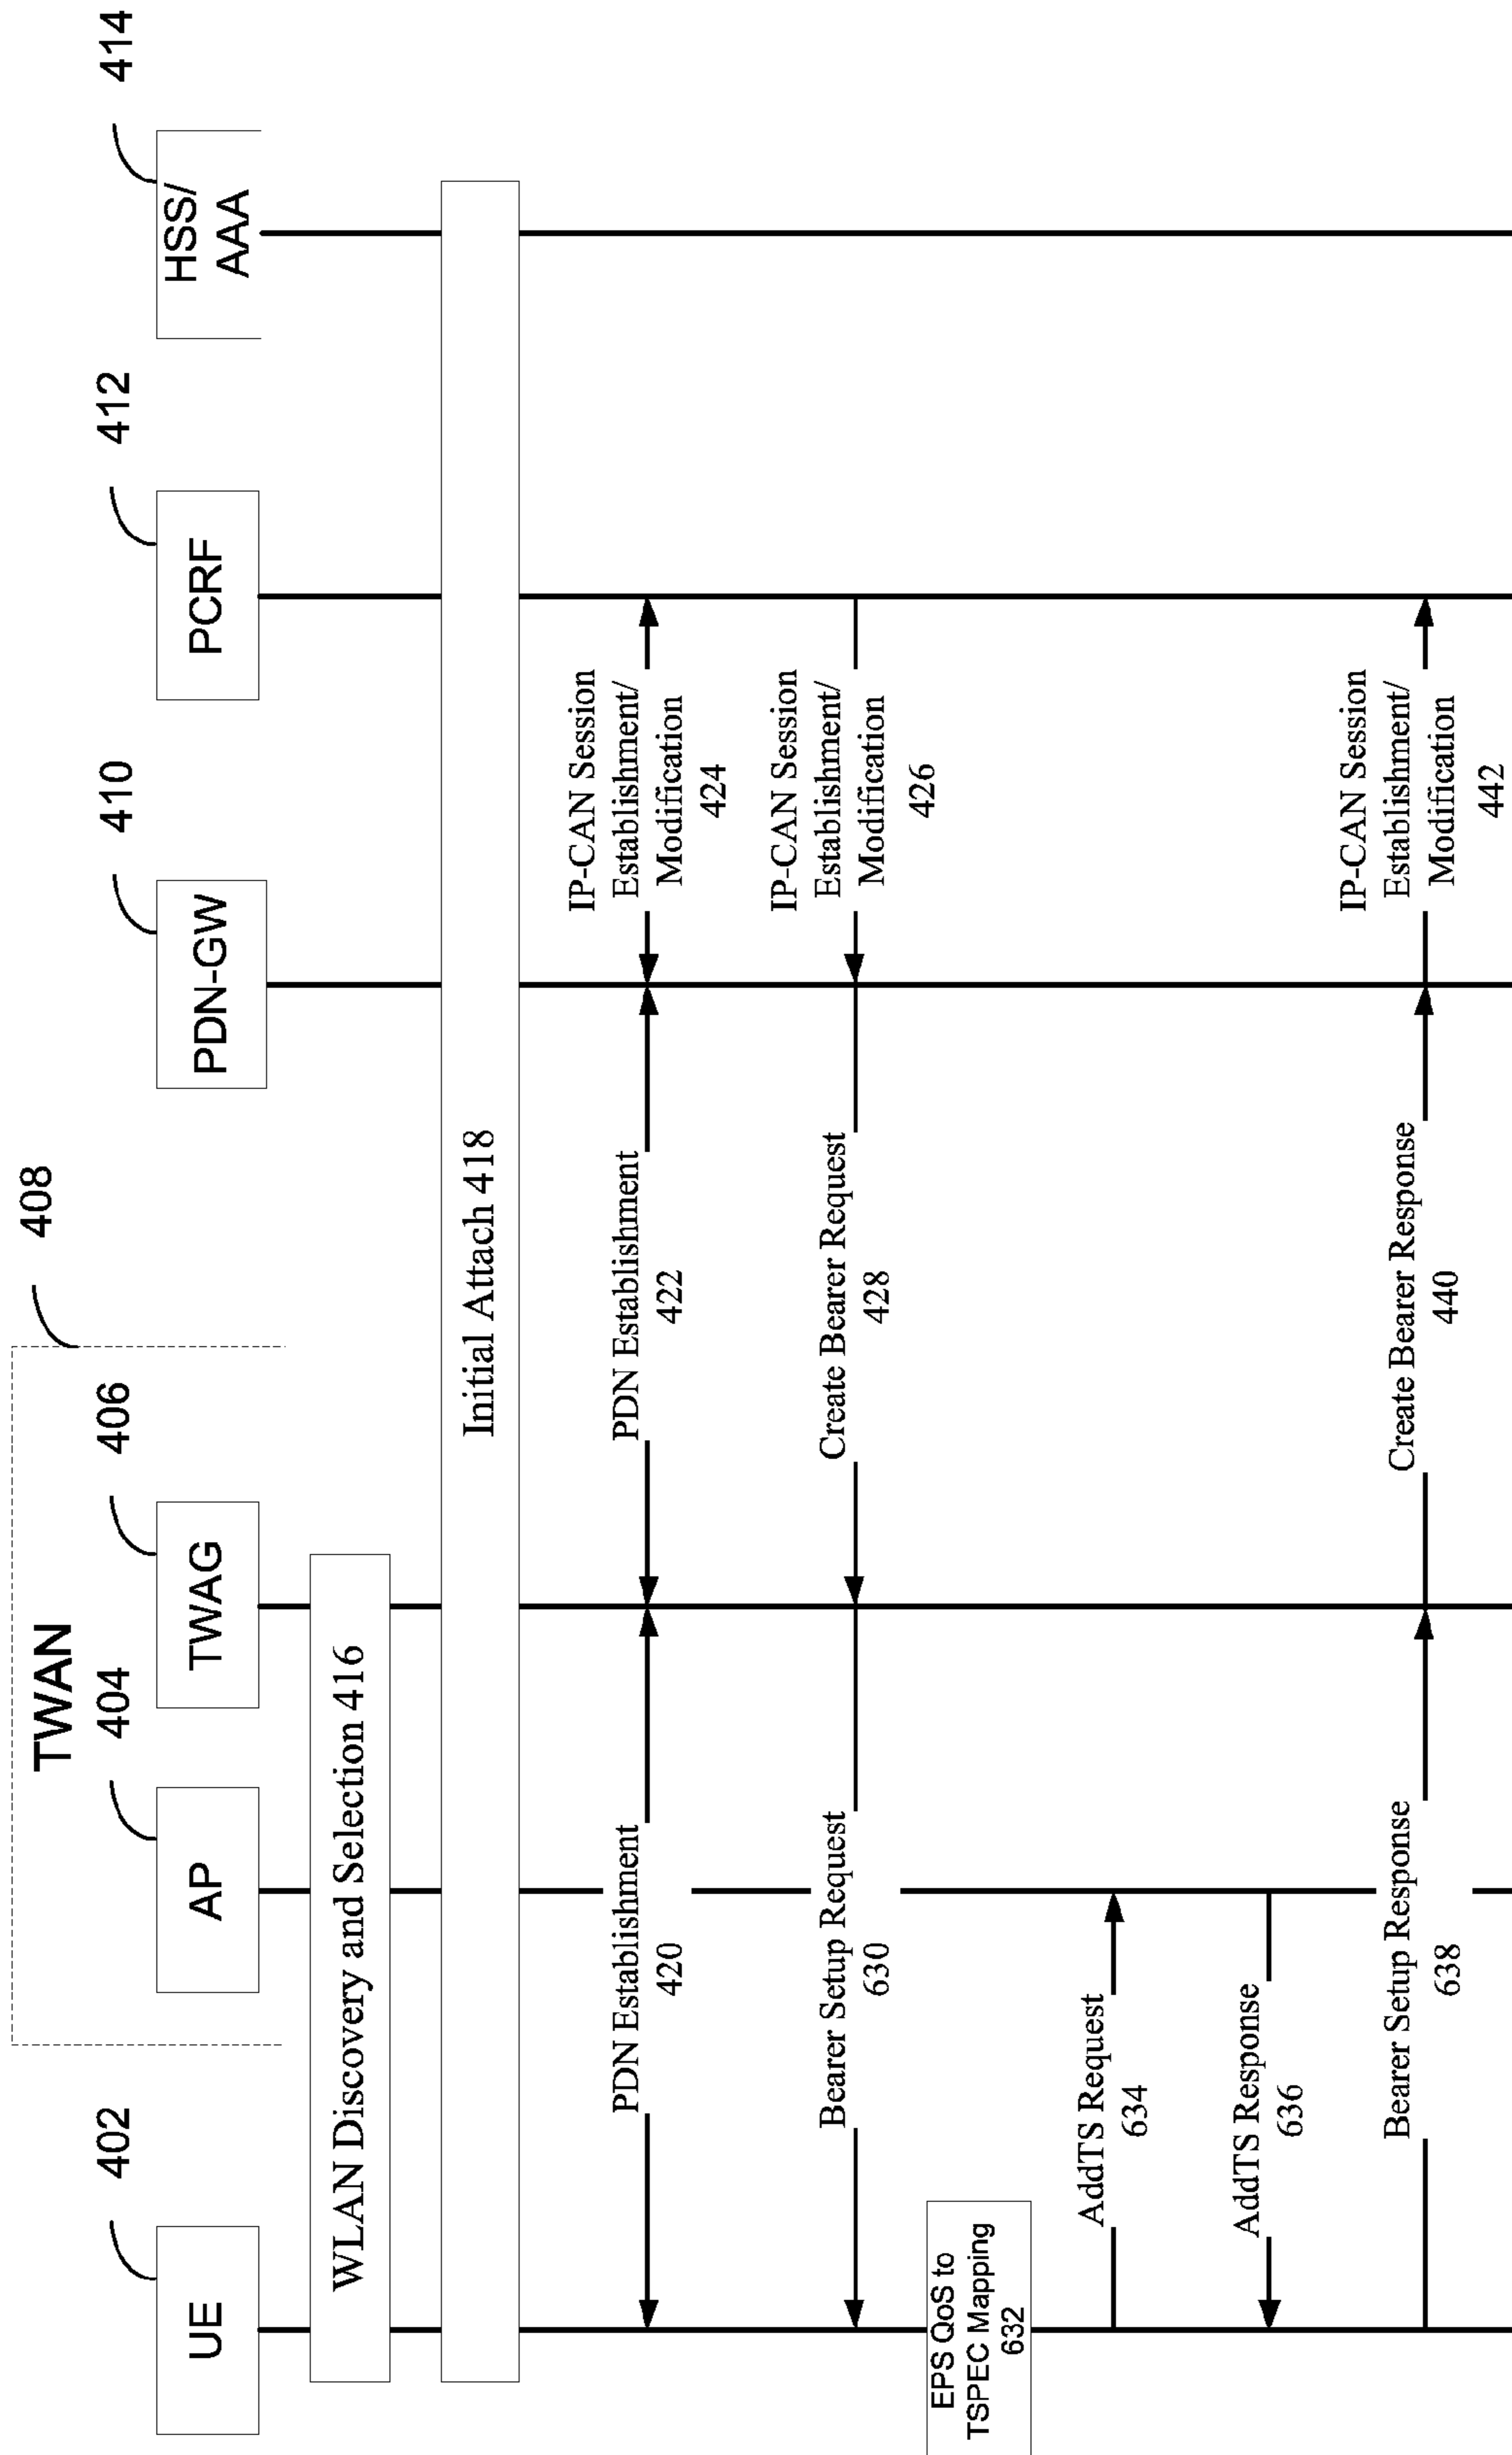 TWAN
408
402
404
406
410
412
414
UE
AP
TWAG
PDN-GW
PCRF
HSS/
AAA
WLAN Discovery and Selection 416
Initial Attach 418
PDN Establishment
420
PDN Establishment
422
IP-CAN Session
Establishment/
Modification
424
Bearer Setup Request
630
Create Bearer Request
428
IP-CAN Session
Establishment/
Modification
426
EPS QoS to
TSPEC Mapping
632
AddTS Request
634
AddTS Response
636
Bearer Setup Response
638
Create Bearer Response
440
IP-CAN Session
Establishment/
Modification
442